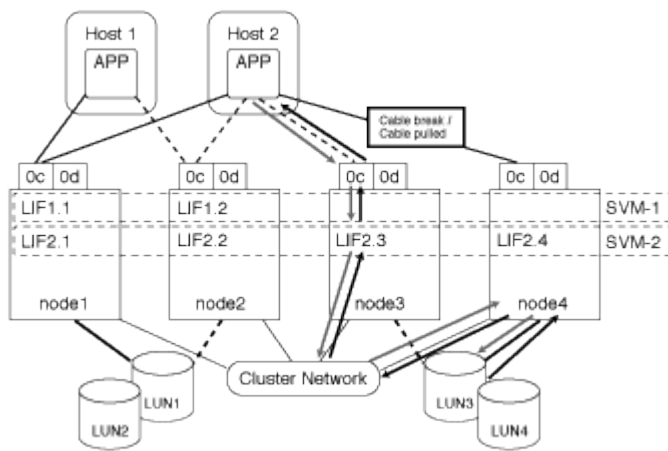 Host 1
Host 2
APP
APP
Cable break /
Cable pulled
0c 0d
0c 0d
0c 0d
0c 0d
LIF1.1
LIF1.2
SVM-1
LIF2.1
LIF2.2
LIF2.3
LIF2.4
SVM-2
node1
node2
node3
node4
Cluster Network
LUN1
LUN3
LUN2
LUN4